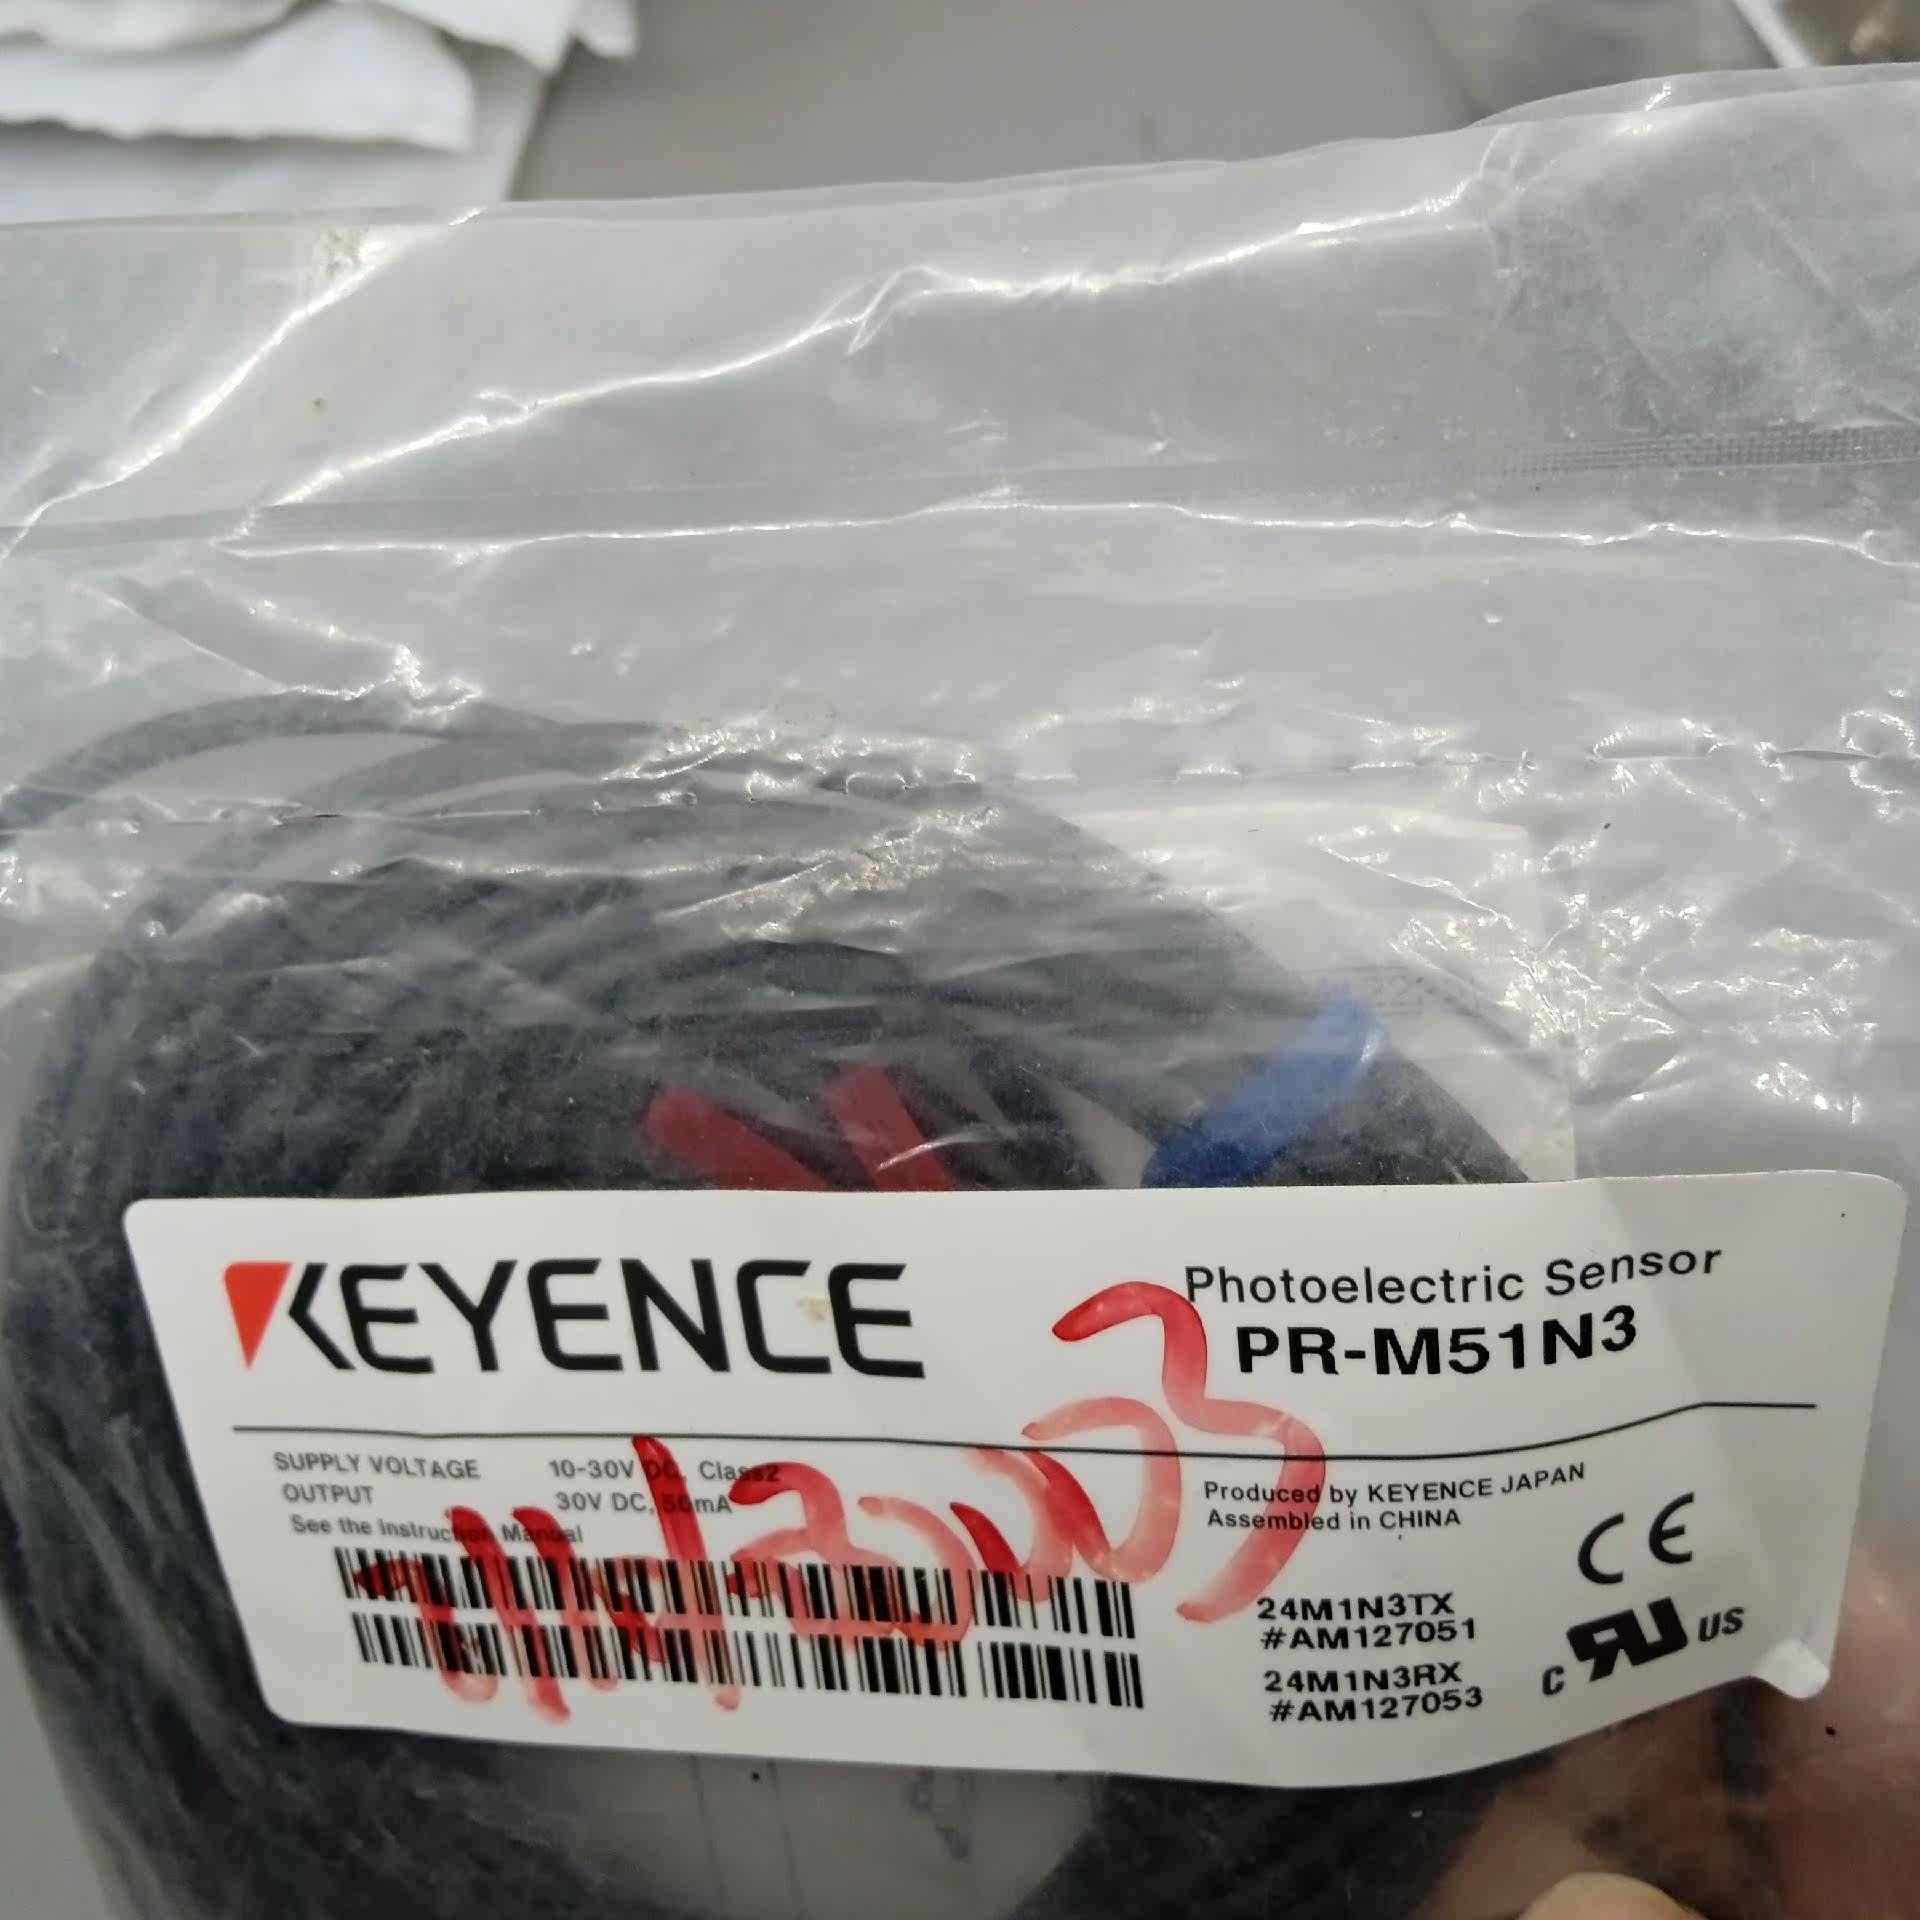 KEYENCE
Photoelectric Sensor
PR-M51N3
SUPPLY VOLTAGE 10-30V DC, Class2
OUTPUT 30V DC, 50mA
See the Instruction Manual
Produced by KEYENCE JAPAN
Assembled in CHINA
CE
24M1N3TX
#AM127051
24M1N3RX
#AM127053
C RU US